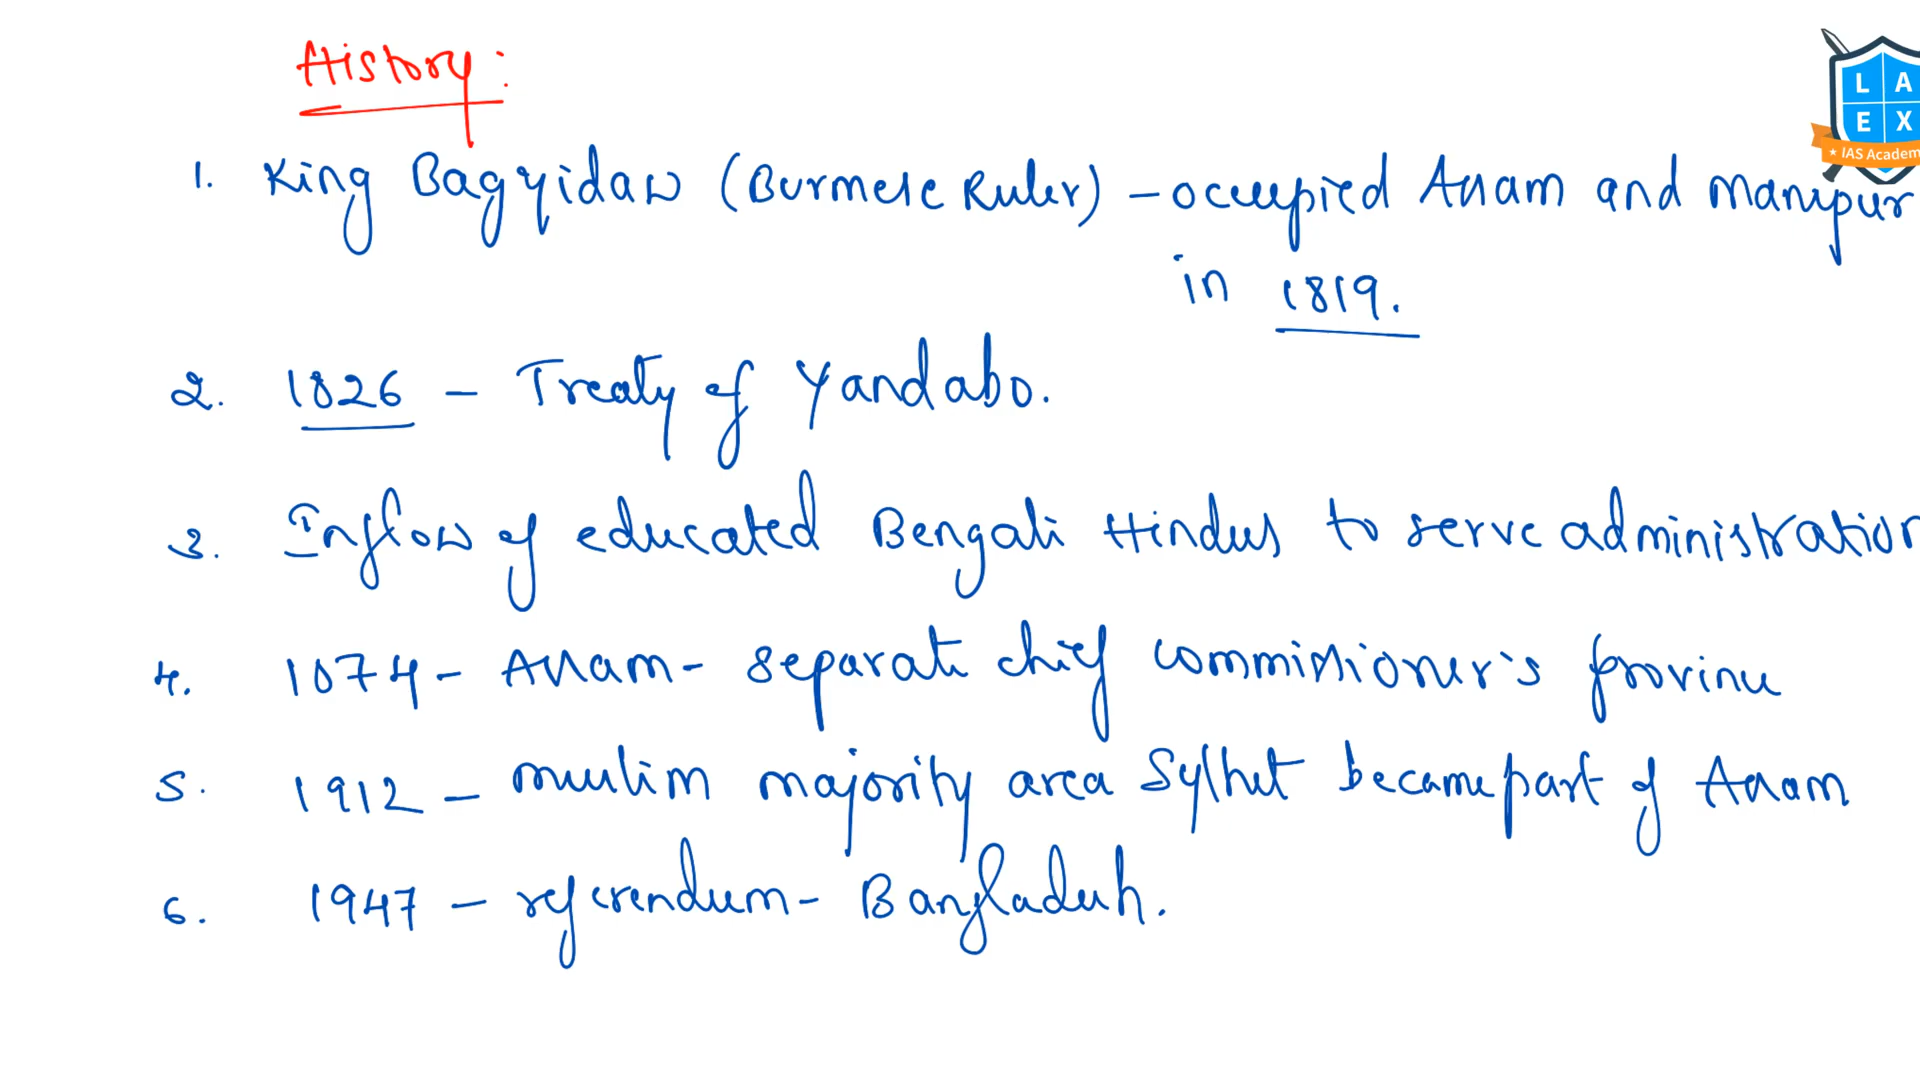 History:
L A
E X
IAS Academ
1. King Bagyidaw (Burmese Ruler) - occupied Assam and Manipur
in 1819.
2. 1826 - Treaty of Yandabo.
3. Inflow of educated Bengali Hindus to serve administration
4. 1874 - Assam - separate chief commissioner's province
5. 1912 - muslim majority area Sylhet became part of Assam
6. 1947 - referendum - Bangladesh.